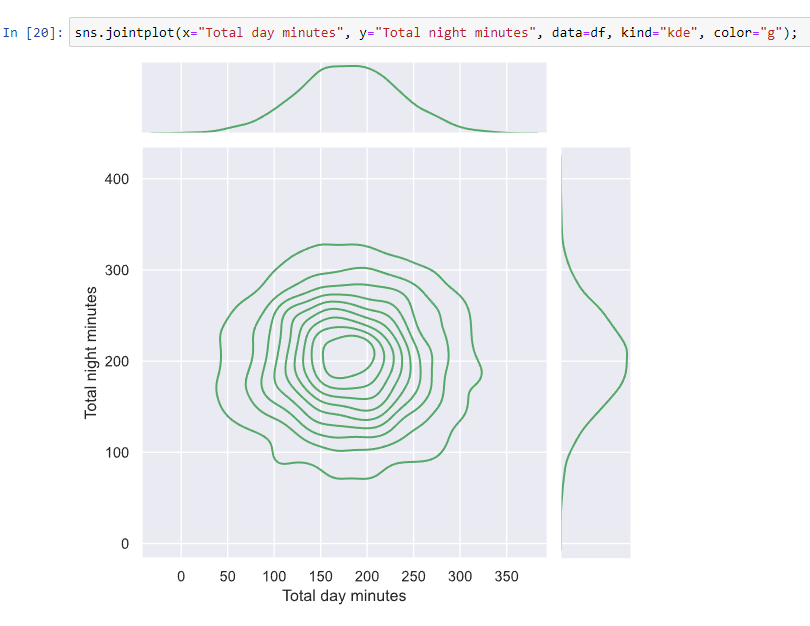 In [20]: sns.jointplot(x="Total day minutes", y="Total night minutes", data=df, kind="kde", color="g");
400
300
200
100
0
Total night minutes
0 50 100 150 200 250 300 350
Total day minutes